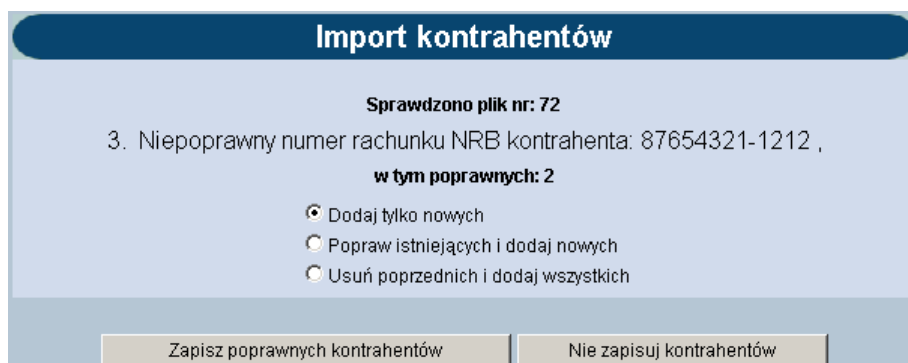 Import kontrahentów
Sprawdzono plik nr: 72
3. Niepoprawny numer rachunku NRB kontrahenta: 87654321-1212 ,
w tym poprawnych: 2
Dodaj tylko nowych
Popraw istniejących i dodaj nowych
Usuń poprzednich i dodaj wszystkich
Zapisz poprawnych kontrahentów
Nie zapisuj kontrahentów